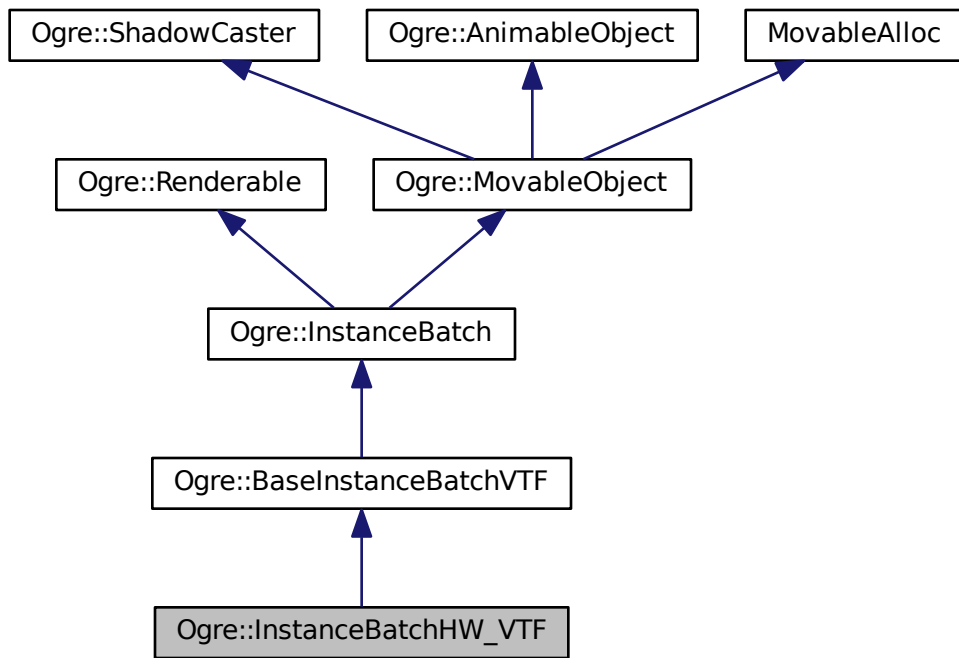 Ogre::ShadowCaster
Ogre::AnimableObject
MovableAlloc
Ogre::Renderable
Ogre::MovableObject
Ogre::InstanceBatch
Ogre::BaseInstanceBatchVTF
Ogre::InstanceBatchHW_VTF